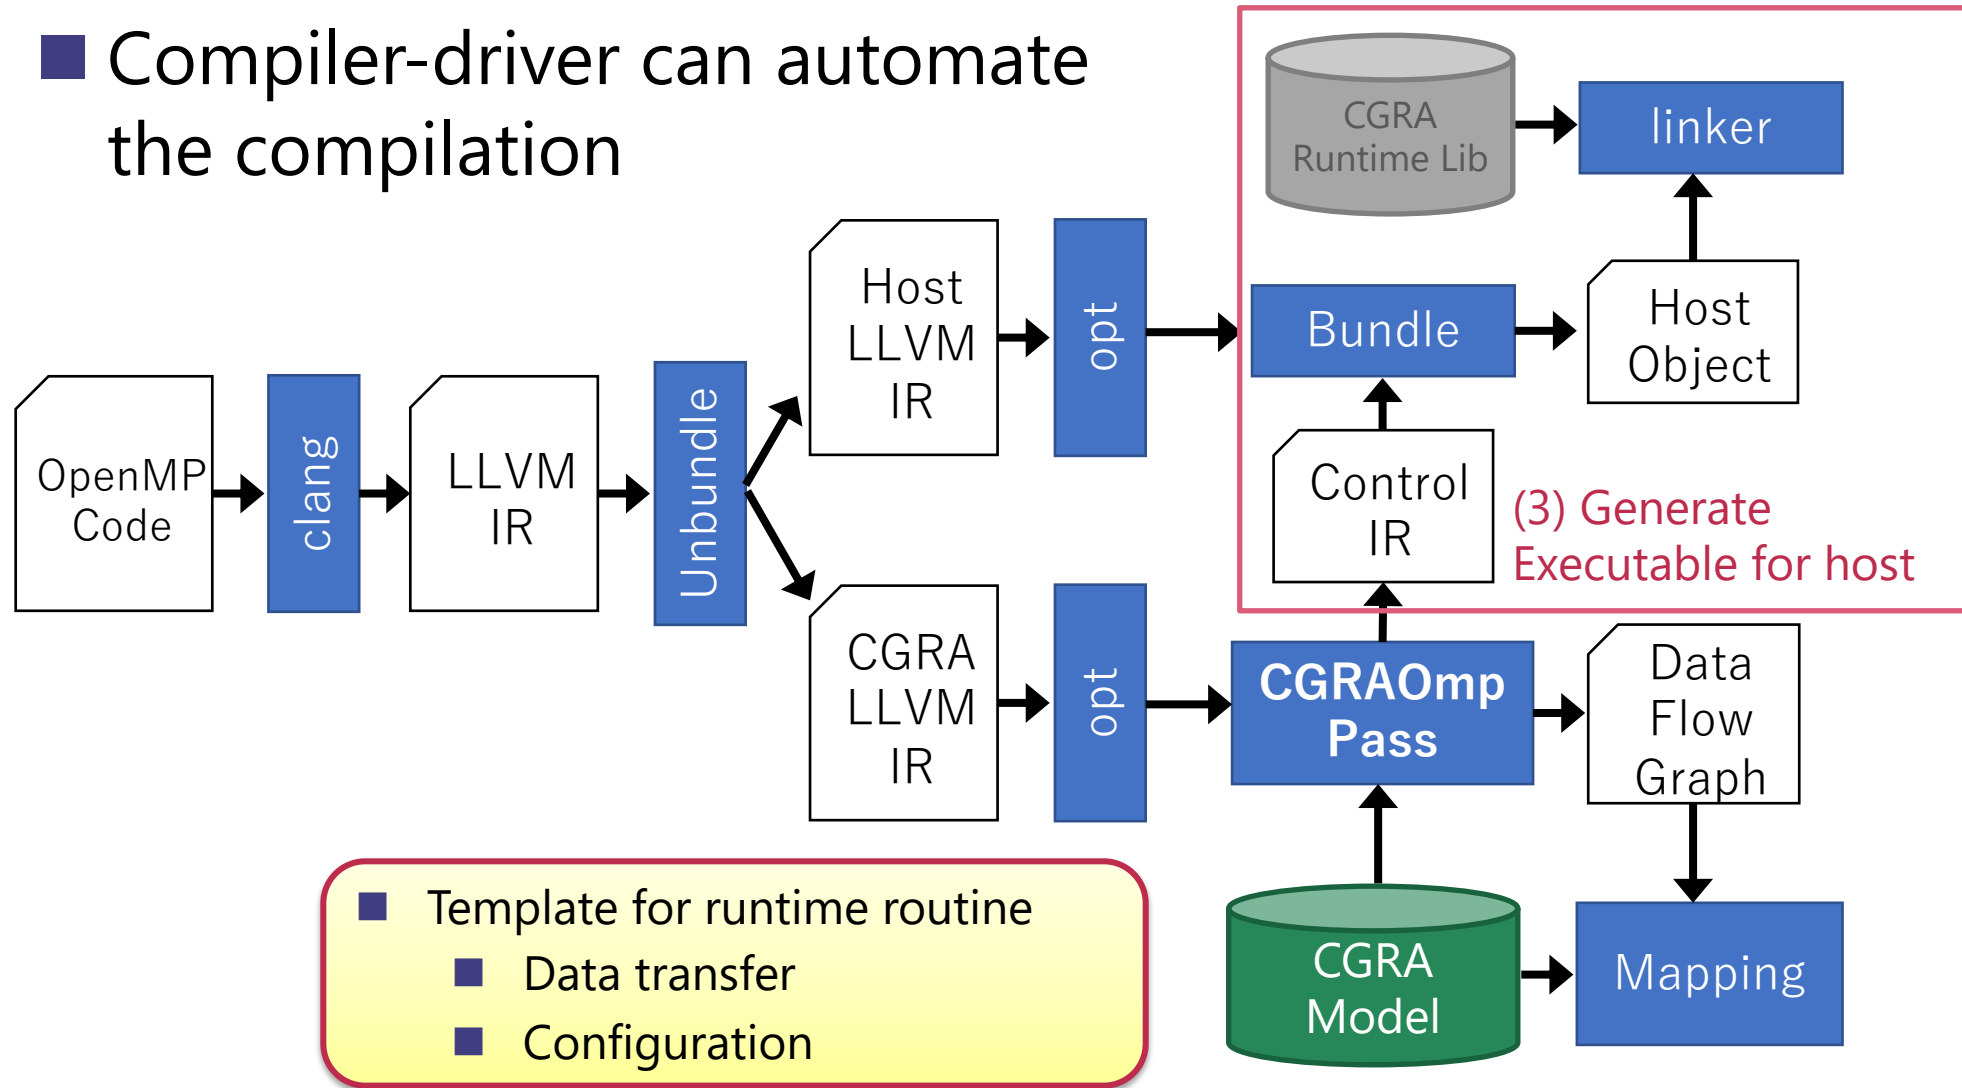 Compiler-driver can automate
the compilation
CGRA
Runtime Lib
linker
Host
LLVM
IR
opt
Bundle
Host
Object
OpenMP
Code
clang
LLVM
IR
Unbundle
Control
IR
(3) Generate
Executable for host
CGRA
LLVM
IR
opt
CGRAOmp
Pass
Data
Flow
Graph
Template for runtime routine
Data transfer
Configuration
CGRA
Model
Mapping